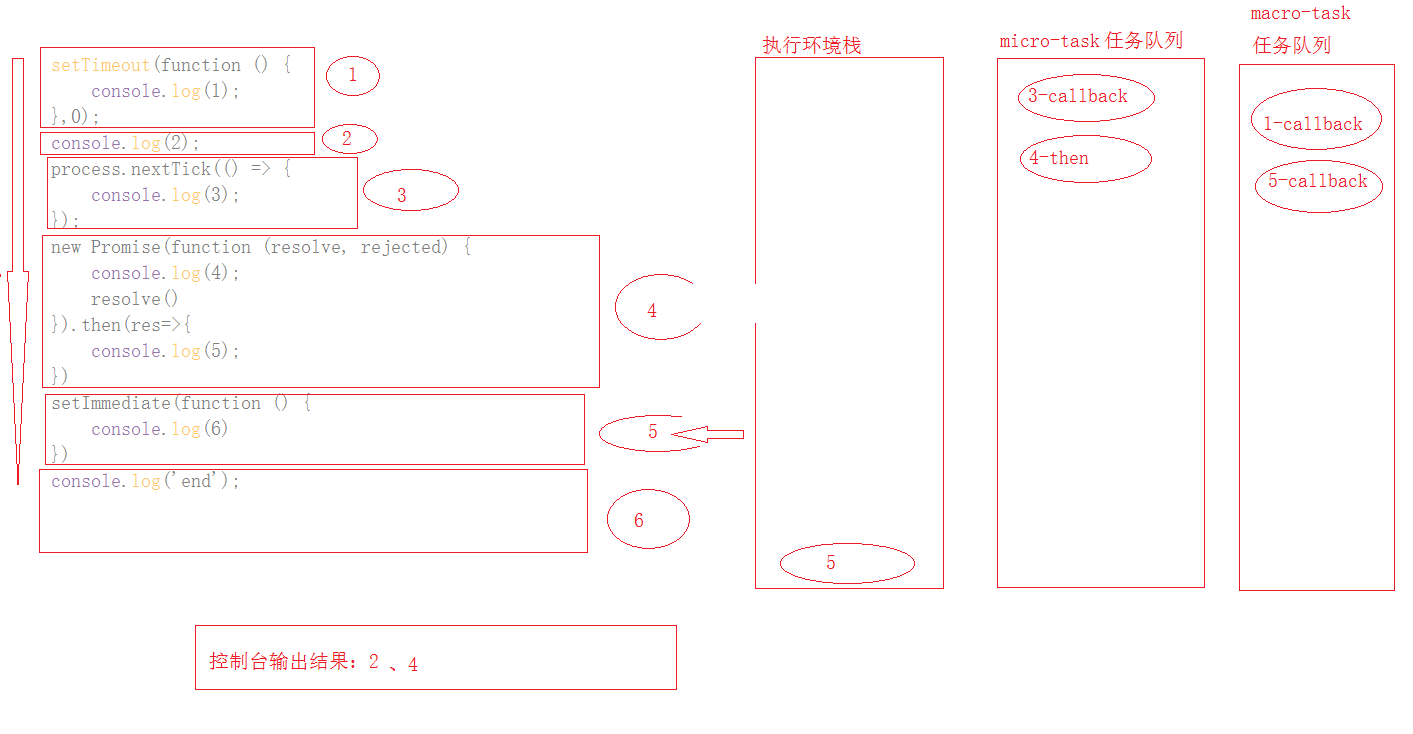 setTimeout(function () {
    console.log(1);
},0);
1
console.log(2);
2
process.nextTick(() => {
    console.log(3);
});
3
new Promise(function (resolve, rejected) {
    console.log(4);
    resolve()
}).then(res=>{
    console.log(5);
})
4
setImmediate(function () {
    console.log(6)
})
5
console.log('end');
6
执行环境栈
5
micro-task 任务队列
3-callback
4-then
macro-task
任务队列
1-callback
5-callback
控制台输出结果：2 、4